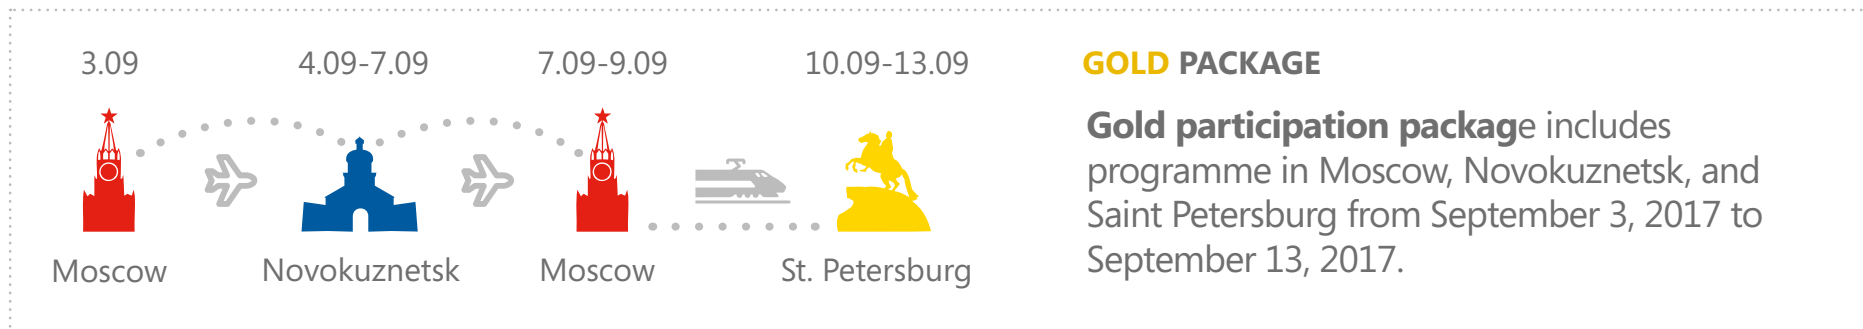 3.09
4.09-7.09
7.09-9.09
10.09-13.09
Moscow
Novokuznetsk
Moscow
St. Petersburg
GOLD PACKAGE
Gold participation package includes
programme in Moscow, Novokuznetsk, and
Saint Petersburg from September 3, 2017 to
September 13, 2017.